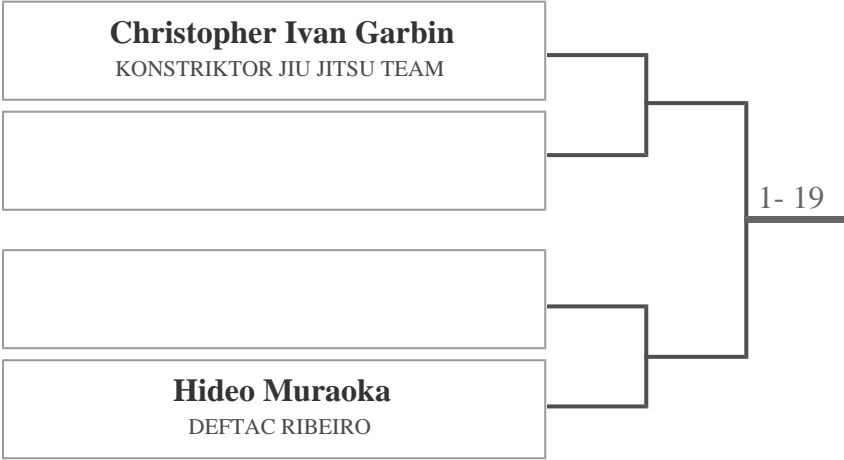 Christopher Ivan Garbin
KONSTRIKTOR JIU JITSU TEAM
1- 19
Hideo Muraoka
DEFTAC RIBEIRO